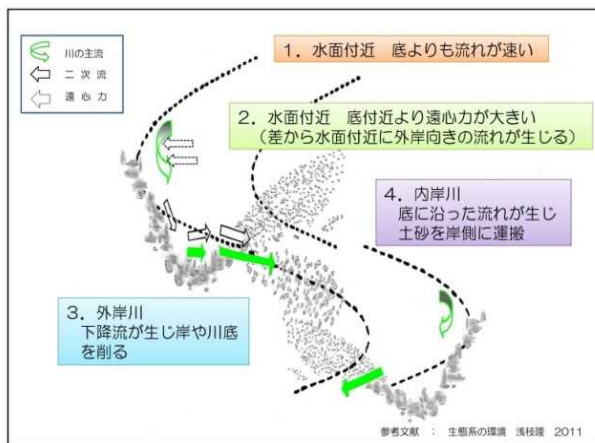 川の主流
二 次 流
遠 心 力
1．水面付近　底よりも流れが速い
2．水面付近　底付近より遠心力が大きい
（差から水面付近に外岸向きの流れが生じる）
4．内岸川
底に沿った流れが生じ
土砂を岸側に運搬
3．外岸川
下降流が生じ岸や川底
を削る
参考文献　：　生態系の環境　浅枝隆　2011